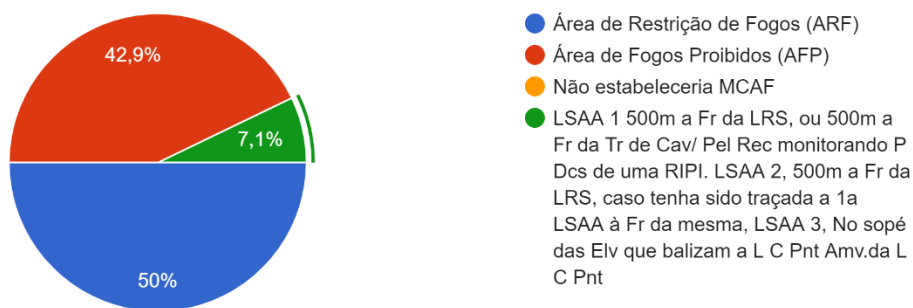 42,9%
7,1%
50%
Área de Restrição de Fogos (ARF)
Área de Fogos Proibidos (AFP)
Não estabeleceria MCAF
LSAA 1 500m a Fr da LRS, ou 500m a
Fr da Tr de Cav/ Pel Rec monitorando P
Dcs de uma RIPI. LSAA 2, 500m a Fr da
LRS, caso tenha sido traçada a 1a
LSAA à Fr da mesma, LSAA 3, No sopé
das Elv que balizam a L C Pnt Amv.da L
C Pnt